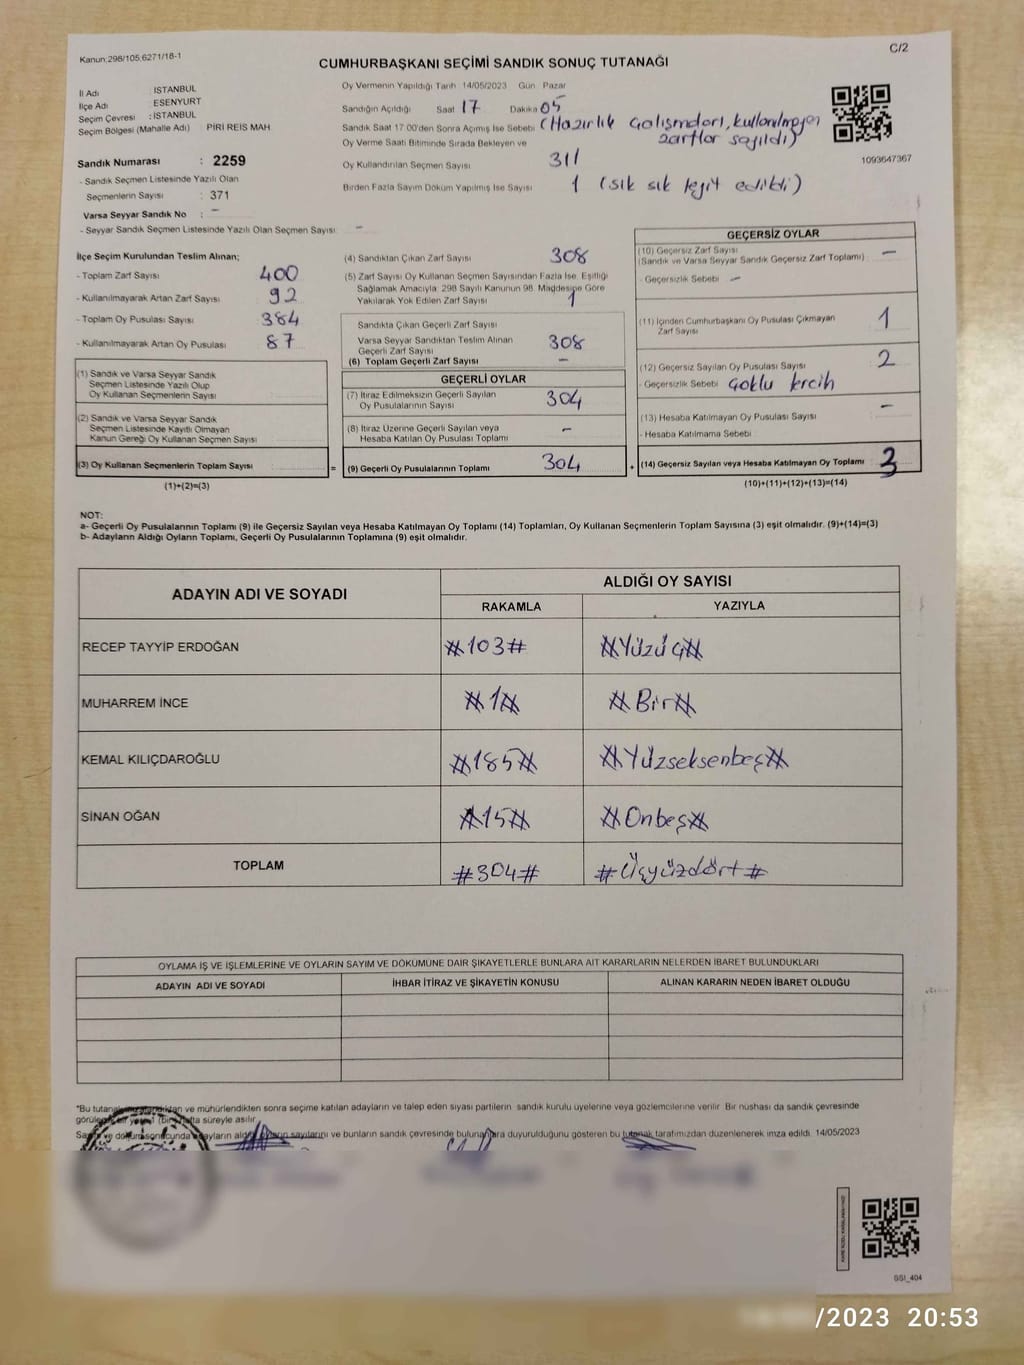 Kanun:298/105;6271/18-1
C/2
CUMHURBAŞKANI SEÇİMİ SANDIK SONUÇ TUTANAĞI
İl Adı : İSTANBUL
İlçe Adı : ESENYURT
Seçim Çevresi : İSTANBUL
Seçim Bölgesi (Mahalle Adı) PİRİ REİS MAH
Sandık Numarası : 2259
- Sandık Seçmen Listesinde Yazılı Olan
Seçmenlerin Sayısı : 371
Varsa Seyyar Sandık No : -
- Seyyar Sandık Seçmen Listesinde Yazılı Olan Seçmen Sayısı: -
Oy Vermenin Yapıldığı Tarih 14/05/2023 Gün Pazar
Sandığın Açıldığı Saat 17 Dakika 05
Sandık Saat 17:00'den Sonra Açımış İse Sebebi (Hazırlık çalışmaları, kullanılmayan
zarflar sayıldı)
Oy Verme Saati Bitiminde Sırada Bekleyen ve
Oy Kullandırılan Seçmen Sayısı 311
Birden Fazla Sayım Döküm Yapılmış İse Sayısı 1 (sık sık teyit edildi)
1093647367
İlçe Seçim Kurulundan Teslim Alınan;
- Toplam Zarf Sayısı 400
- Kullanılmayarak Artan Zarf Sayısı 92
- Toplam Oy Pusulası Sayısı 384
- Kullanılmayarak Artan Oy Pusulası 87
(1) Sandık ve Varsa Seyyar Sandık
Seçmen Listesinde Yazılı Olup
Oy Kullanan Seçmenlerin Sayısı
(2) Sandık ve Varsa Seyyar Sandık
Seçmen Listesinde Kayıtlı Olmayan
Kanun Gereği Oy Kullanan Seçmen Sayısı
(3) Oy Kullanan Seçmenlerin Toplam Sayısı
(1)+(2)=(3)
(4) Sandıktan Çıkan Zarf Sayısı 308
(5) Zarf Sayısı Oy Kullanan Seçmen Sayısından Fazla İse, Eşitliği
Sağlamak Amacıyla; 298 Sayılı Kanunun 98. Maddesine Göre
Yakılarak Yok Edilen Zarf Sayısı 1
Sandıkta Çıkan Geçerli Zarf Sayısı
Varsa Seyyar Sandıktan Teslim Alınan 308
Geçerli Zarf Sayısı
(6) Toplam Geçerli Zarf Sayısı -
GEÇERLİ OYLAR
(7) İtiraz Edilmeksizin Geçerli Sayılan
Oy Pusulalarının Sayısı 304
(8) İtiraz Üzerine Geçerli Sayılan veya
Hesaba Katılan Oy Pusulası Toplamı -
= (9) Geçerli Oy Pusulalarının Toplamı 304 +
GEÇERSİZ OYLAR
(10) Geçersiz Zarf Sayısı
(Sandık ve Varsa Seyyar Sandık Geçersiz Zarf Toplamı) -
- Geçersizlik Sebebi -
(11) İçinden Cumhurbaşkanı Oy Pusulası Çıkmayan
Zarf Sayısı 1
(12) Geçersiz Sayılan Oy Pusulası Sayısı 2
- Geçersizlik Sebebi Çoklu tercih
(13) Hesaba Katılmayan Oy Pusulası Sayısı -
- Hesaba Katılmama Sebebi
(14) Geçersiz Sayılan veya Hesaba Katılmayan Oy Toplamı 3
(10)+(11)+(12)+(13)=(14)
NOT:
a- Geçerli Oy Pusulalarının Toplamı (9) ile Geçersiz Sayılan veya Hesaba Katılmayan Oy Toplamı (14) Toplamları, Oy Kullanan Seçmenlerin Toplam Sayısına (3) eşit olmalıdır. (9)+(14)=(3)
b- Adayların Aldığı Oyların Toplamı, Geçerli Oy Pusulalarının Toplamına (9) eşit olmalıdır.
ADAYIN ADI VE SOYADI
ALDIĞI OY SAYISI
RAKAMLA YAZIYLA
RECEP TAYYİP ERDOĞAN #103# #Yüzüç#
MUHARREM İNCE #1# #Bir#
KEMAL KILIÇDAROĞLU #185# #Yüzseksenbeş#
SİNAN OĞAN #15# #Onbeş#
TOPLAM #304# #Üçyüzdört#
OYLAMA İŞ VE İŞLEMLERİNE VE OYLARIN SAYIM VE DÖKÜMÜNE DAİR ŞİKAYETLERLE BUNLARA AİT KARARLARIN NELERDEN İBARET BULUNDUKLARI
ADAYIN ADI VE SOYADI İHBAR İTİRAZ VE ŞİKAYETİN KONUSU ALINAN KARARIN NEDEN İBARET OLDUĞU
*Bu ve mühürlendikten sonra seçime katılan adayların ve talep eden siyasi partilerin sandık kurulu üyelerine veya gözlemcilerine verilir. Bir nüshası da sandık çevresinde
süreyle asılır.
ve bunların sandık çevresinde duyurulduğunu gösteren bu tarafımızdan düzenlenerek imza edildi. 14/05/2023
SSI_404
/2023 20:53